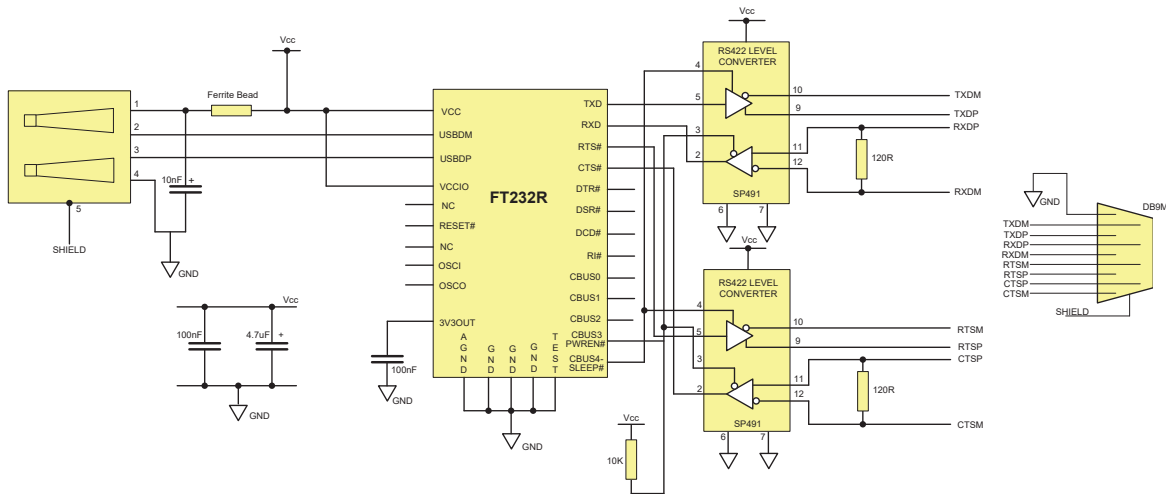 Vcc
Ferrite Bead
1
2
3
4
5
SHIELD
10nF +
GND
FT232R
VCC
USBDM
USBDP
VCCIO
NC
RESET#
NC
OSCI
OSCO
3V3OUT
TXD
RXD
RTS#
CTS#
DTR#
DSR#
DCD#
RI#
CBUS0
CBUS1
CBUS2
CBUS3
PWREN#
CBUS4-
SLEEP#
AGND
GND
GND
GND
TEST
GND
100nF
GND
Vcc
100nF
4.7uF +
GND
Vcc
10K
Vcc
RS422 LEVEL
CONVERTER
4
5
3
2
10
9
11
12
SP491
6
7
TXDM
TXDP
RXDP
120R
RXDM
Vcc
RS422 LEVEL
CONVERTER
4
5
3
2
10
9
11
12
SP491
6
7
RTSM
RTSP
CTSP
120R
CTSM
GND
DB9M
TXDM
TXDP
RXDP
RXDM
RTSM
RTSP
CTSP
CTSM
SHIELD